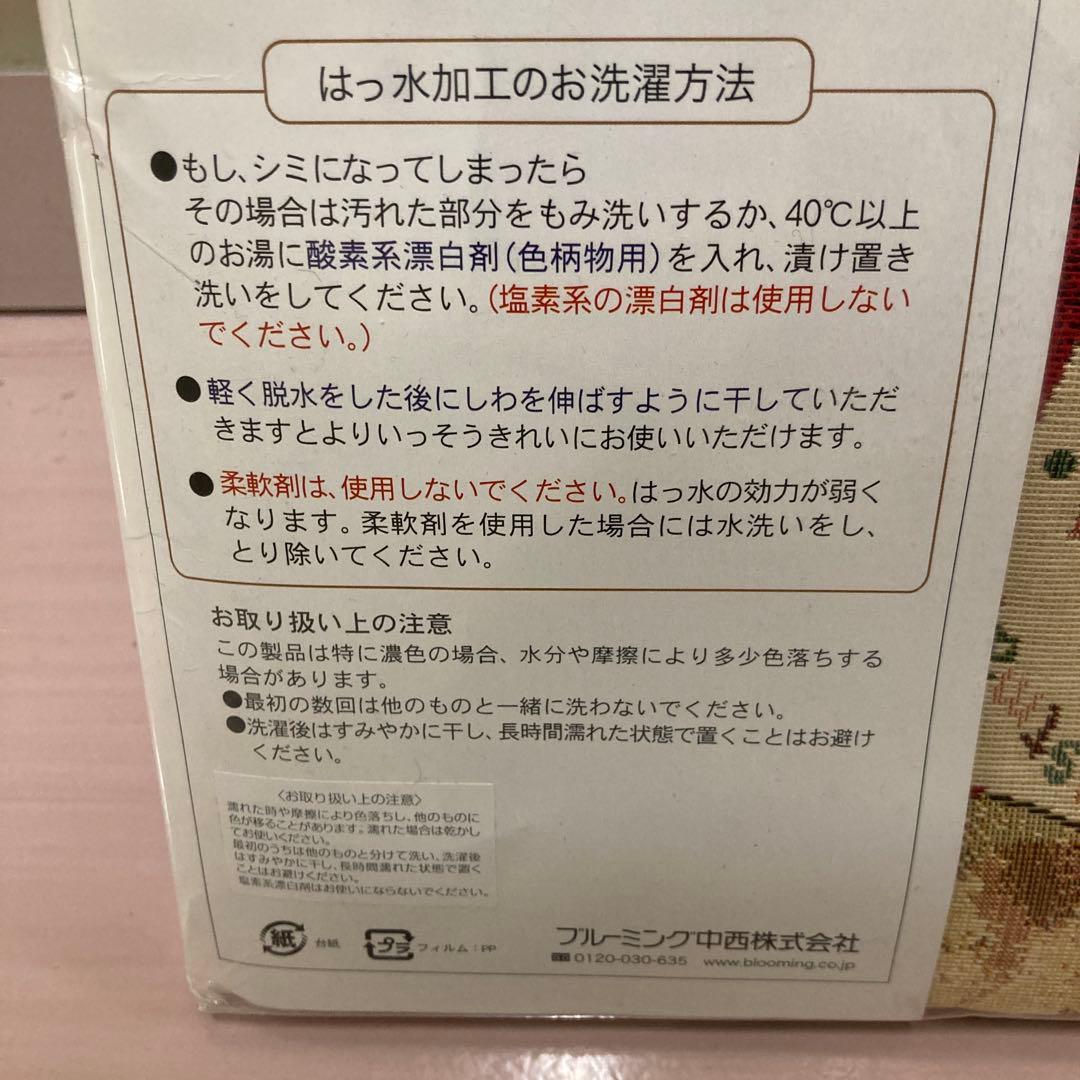 はっ水加工のお洗濯方法
●もし、シミになってしまったら
その場合は汚れた部分をもみ洗いするか、40℃以上
のお湯に酸素系漂白剤(色柄物用)を入れ、漬け置き
洗いをしてください。(塩素系の漂白剤は使用しない
でください。)
●軽く脱水をした後にしわを伸ばすように干していただ
きますとよりいっそうきれいにお使いいただけます。
●柔軟剤は、使用しないでください。はっ水の効力が弱く
なります。柔軟剤を使用した場合には水洗いをし、
とり除いてください。
お取り扱い上の注意
この製品は特に濃色の場合、水分や摩擦により多少色落ちする
場合があります。
●最初の数回は他のものと一緒に洗わないでください。
●洗濯後はすみやかに干し、長時間濡れた状態で置くことはお避け
ください。
〈お取り扱い上の注意〉
濡れた時や摩擦により色落ちし、他のものに
色が移ることがあります。濡れた場合は乾かし
てお使いください。
最初のうちは他のものと分けて洗い、洗濯後
はすみやかに干し、長時間濡れた状態で置く
ことはお避けください。
塩素系漂白剤はお使いにならないでください。
紙 台紙 プラ フィルム:PP
ブルーミング中西株式会社
0120-030-635 www.blooming.co.jp